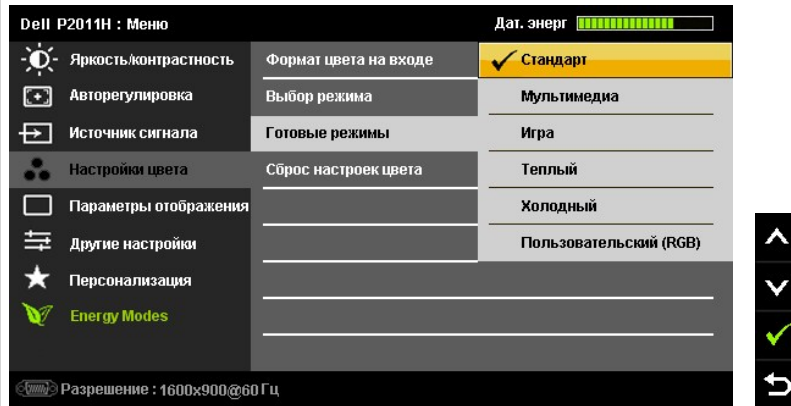 Dell P2011H : Меню
Дат. энерг
Яркость/контрастность
Формат цвета на входе
Стандарт
Авторегулировка
Выбор режима
Мультимедиа
Источник сигнала
Готовые режимы
Игра
Настройки цвета
Сброс настроек цвета
Теплый
Параметры отображения
Холодный
Другие настройки
Пользовательский (RGB)
Персонализация
Energy Modes
Разрешение : 1600x900@60 Гц